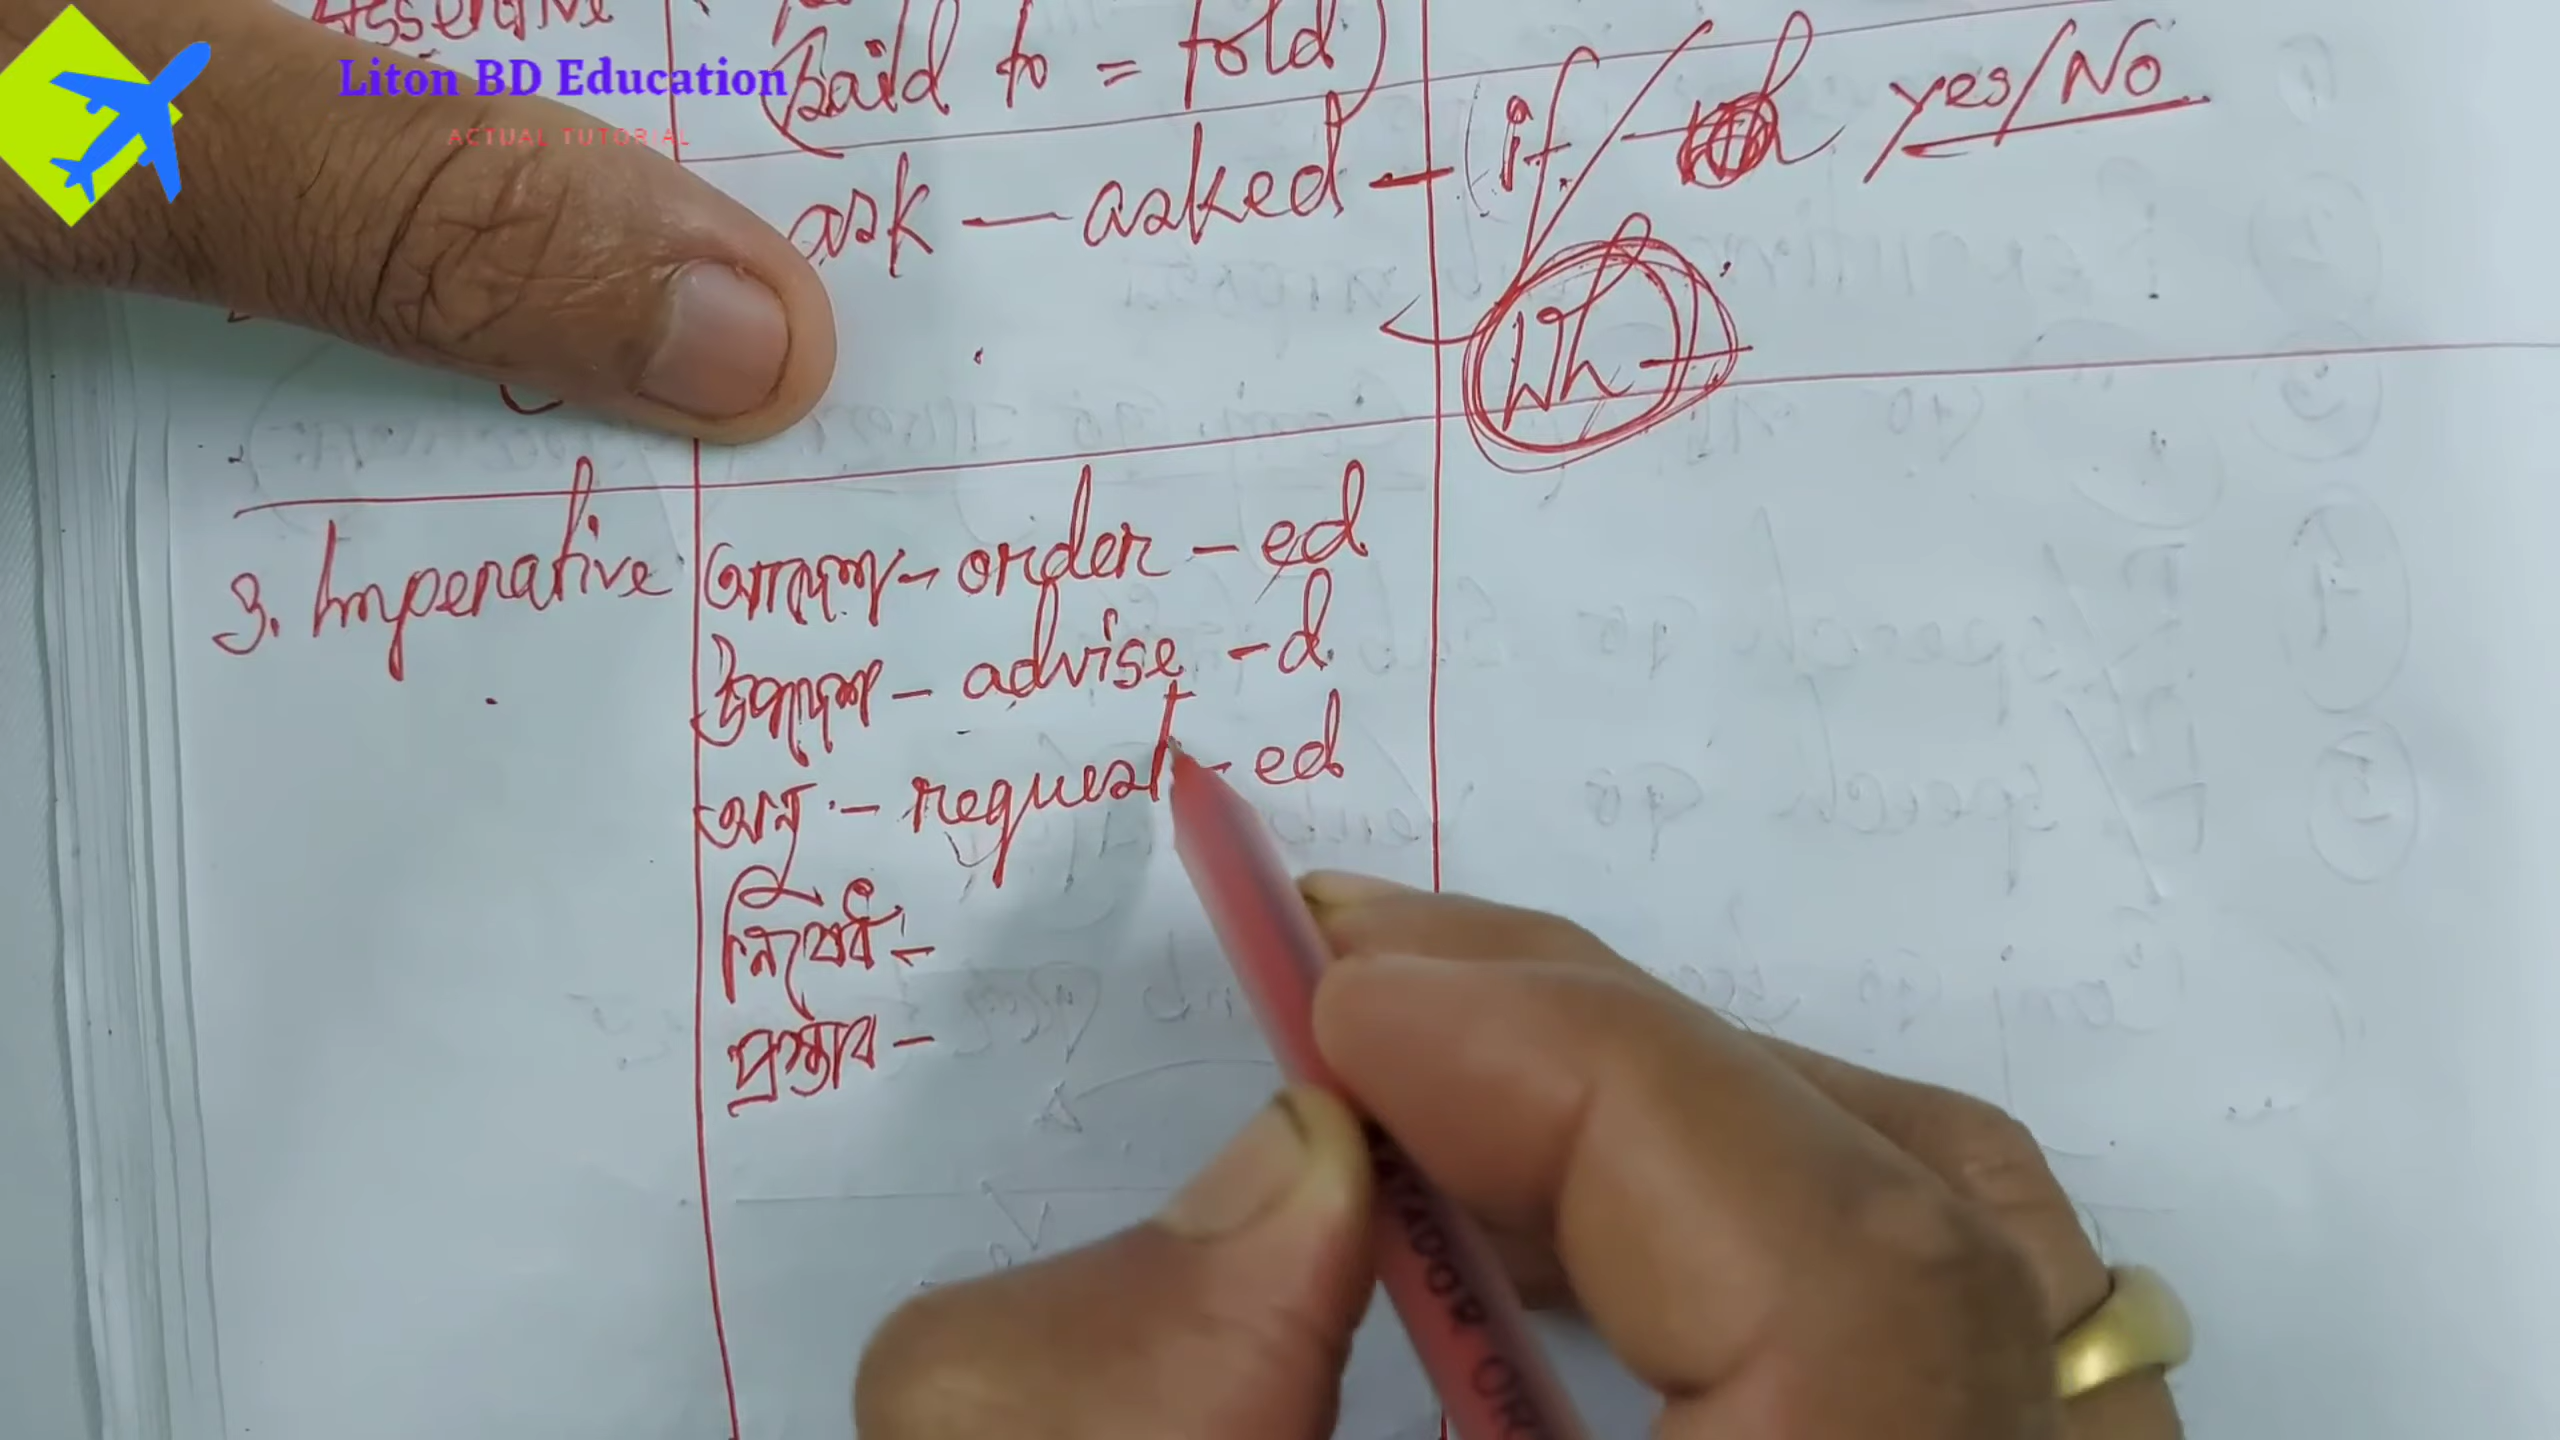 Assertive
(Said to = told)
Liton BD Education
ACTUAL TUTORIAL
ask — asked — (if/ yes/No
Wh -
3. Imperative
আদেশ - order - ed
উপদেশ - advise - d.
অনু :- request - ed
নিষেধ :-
প্রস্তাব -